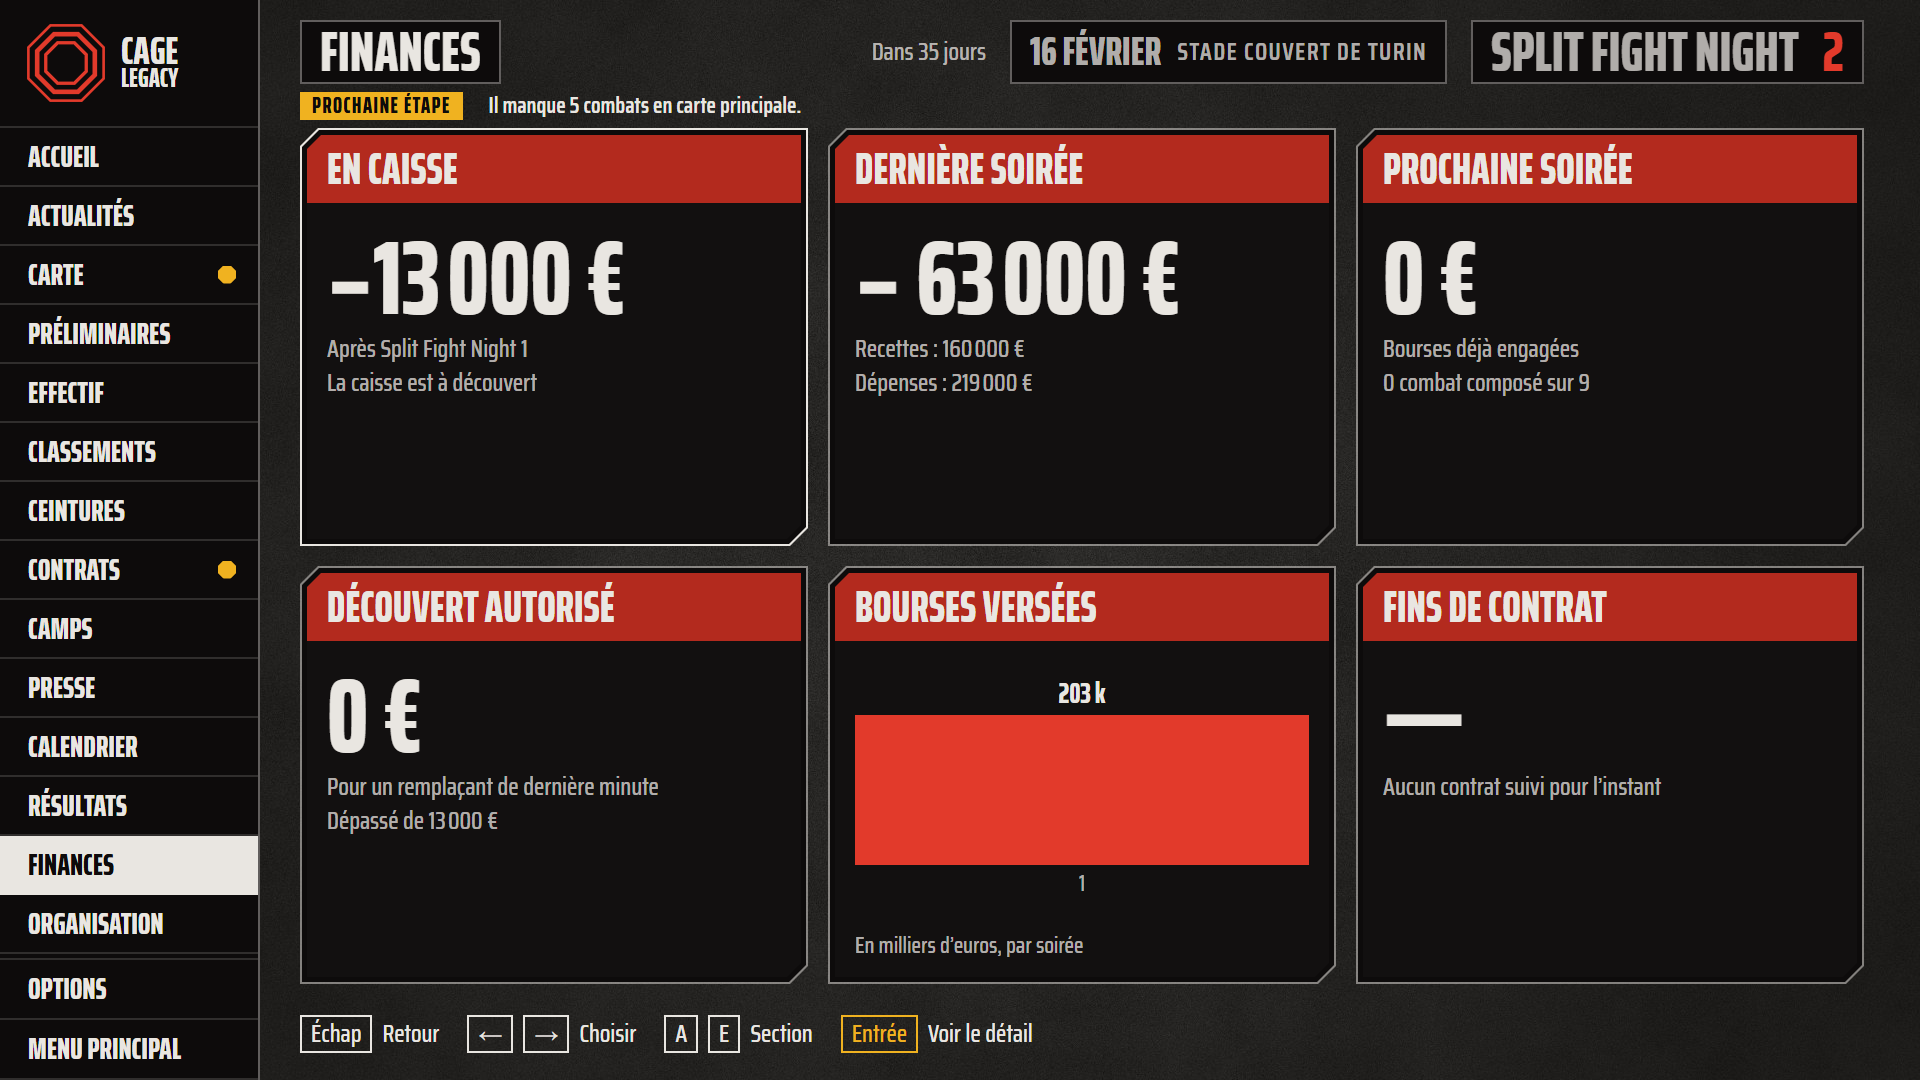 CAGE
LEGACY
ACCUEIL
ACTUALITÉS
CARTE
PRÉLIMINAIRES
EFFECTIF
CLASSEMENTS
CEINTURES
CONTRATS
CAMPS
PRESSE
CALENDRIER
RÉSULTATS
FINANCES
ORGANISATION
OPTIONS
MENU PRINCIPAL
FINANCES
Dans 35 jours
16 FÉVRIER STADE COUVERT DE TURIN
SPLIT FIGHT NIGHT 2
PROCHAINE ÉTAPE Il manque 5 combats en carte principale.
EN CAISSE
–13 000 €
Après Split Fight Night 1
La caisse est à découvert
DERNIÈRE SOIRÉE
– 63 000 €
Recettes : 160 000 €
Dépenses : 219 000 €
PROCHAINE SOIRÉE
0 €
Bourses déjà engagées
0 combat composé sur 9
DÉCOUVERT AUTORISÉ
0 €
Pour un remplaçant de dernière minute
Dépassé de 13 000 €
BOURSES VERSÉES
203 k
1
En milliers d’euros, par soirée
FINS DE CONTRAT
—
Aucun contrat suivi pour l’instant
Échap Retour ← → Choisir A E Section Entrée Voir le détail